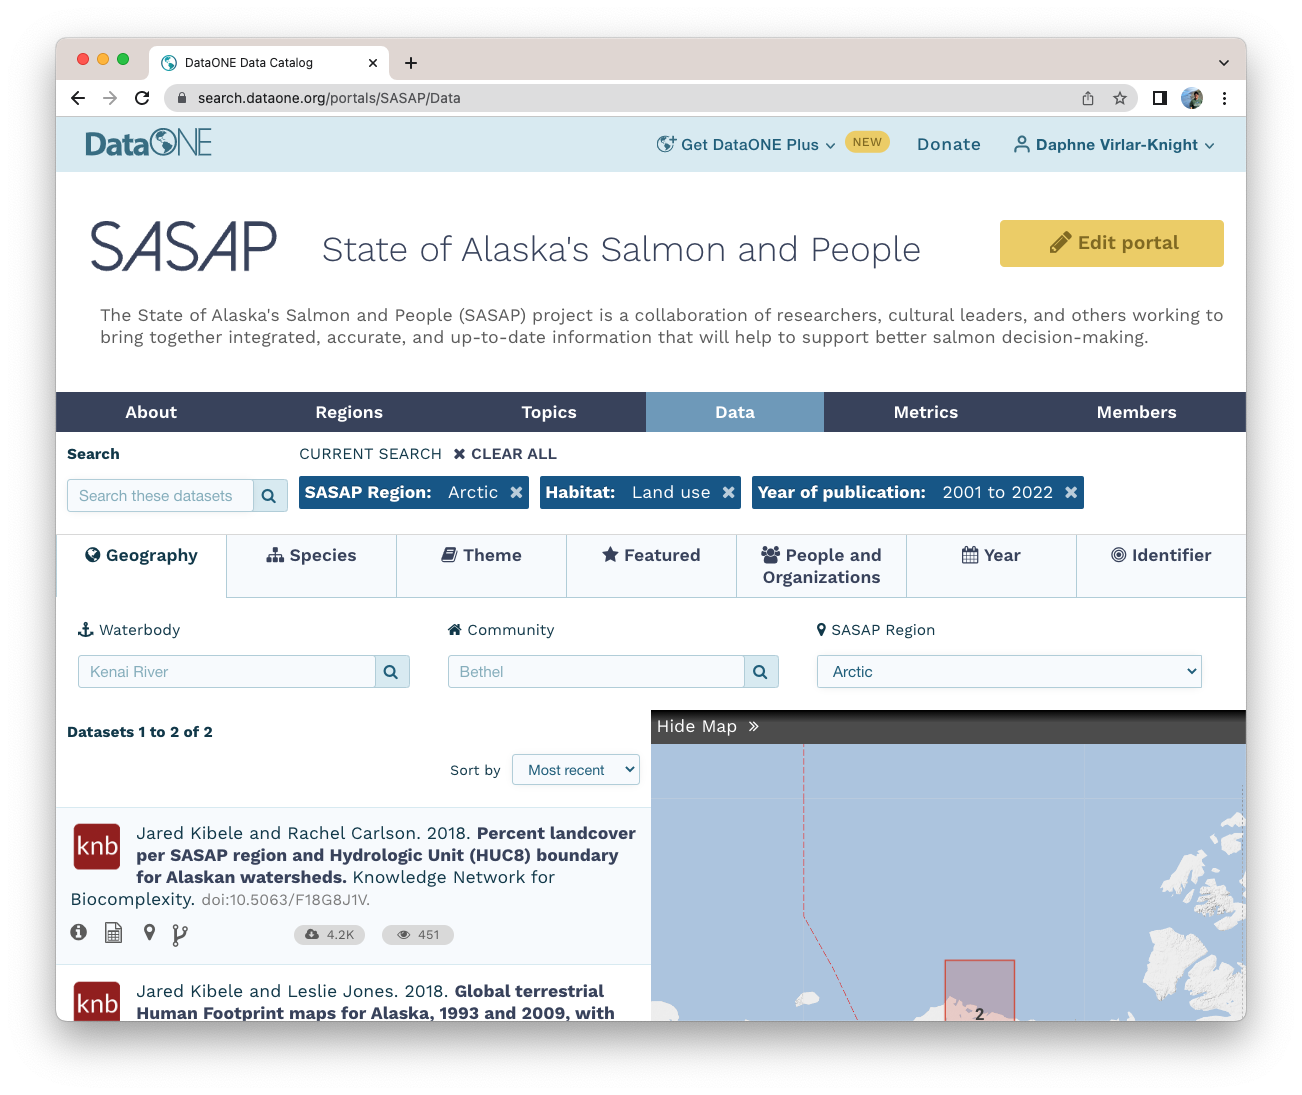 DataONE Data Catalog
search.dataone.org/portals/SASAP/Data
DataONE
Get DataONE Plus
NEW
Donate
Daphne Virlar-Knight
SASAP
State of Alaska's Salmon and People
Edit portal
The State of Alaska's Salmon and People (SASAP) project is a collaboration of researchers, cultural leaders, and others working to
bring together integrated, accurate, and up-to-date information that will help to support better salmon decision-making.
About
Regions
Topics
Data
Metrics
Members
Search
CURRENT SEARCH
CLEAR ALL
Search these datasets
SASAP Region: Arctic
Habitat: Land use
Year of publication: 2001 to 2022
Geography
Species
Theme
Featured
People and
Organizations
Year
Identifier
Waterbody
Community
SASAP Region
Kenai River
Bethel
Arctic
Datasets 1 to 2 of 2
Hide Map »
Sort by
Most recent
knb
Jared Kibele and Rachel Carlson. 2018. Percent landcover
per SASAP region and Hydrologic Unit (HUC8) boundary
for Alaskan watersheds. Knowledge Network for
Biocomplexity. doi:10.5063/F18G8J1V.
4.2K
451
knb
Jared Kibele and Leslie Jones. 2018. Global terrestrial
Human Footprint maps for Alaska, 1993 and 2009, with
2